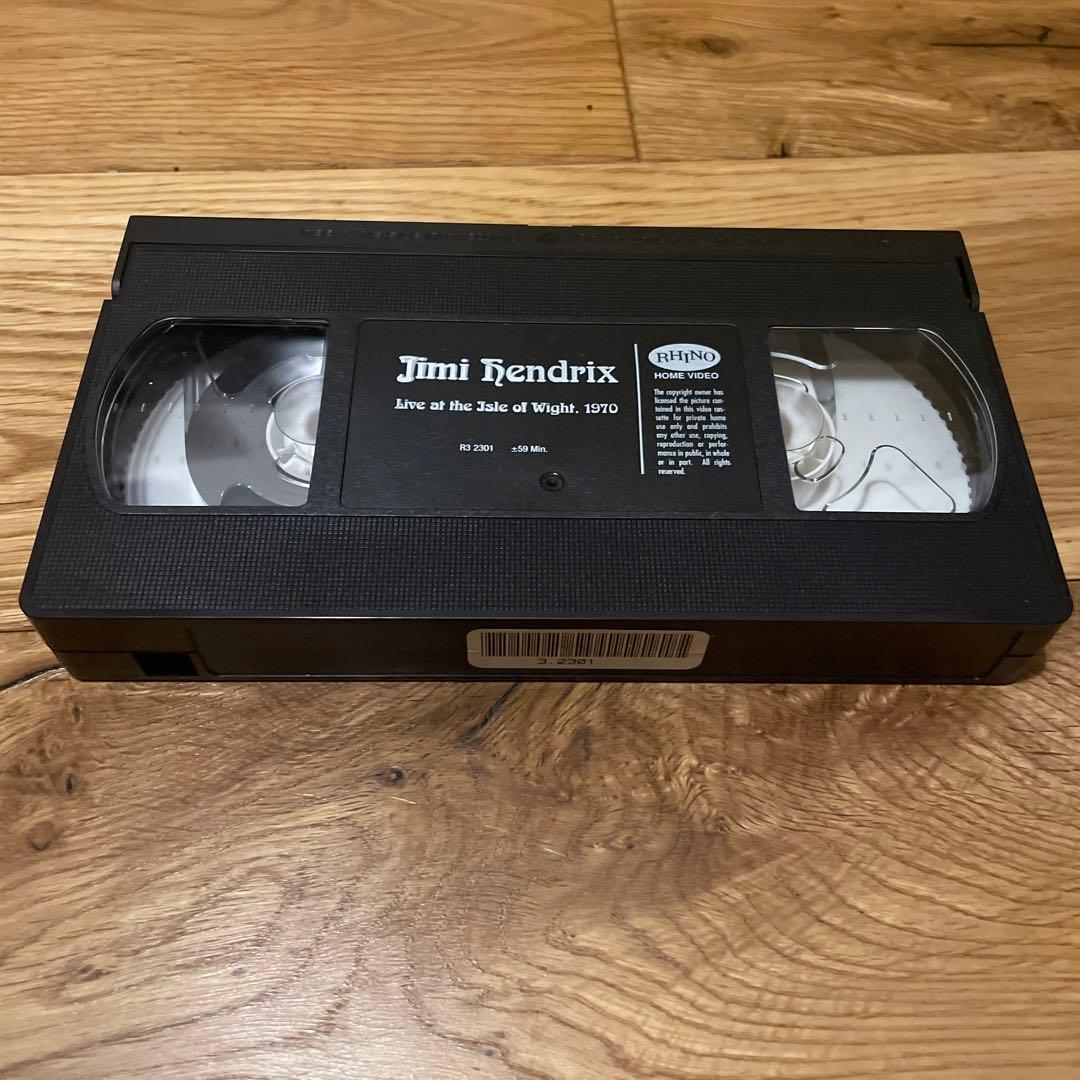 Jimi Hendrix
Live at the Isle of Wight, 1970
R3 2301 ±59 Min.
RHINO
HOME VIDEO
The copyright owner has
licensed the picture con-
tained in this video cas-
sette for private home
use only and prohibits
any other use, copying,
reproduction or perfor-
mance in public, in whole
or in part. All rights
reserved.
3.2301